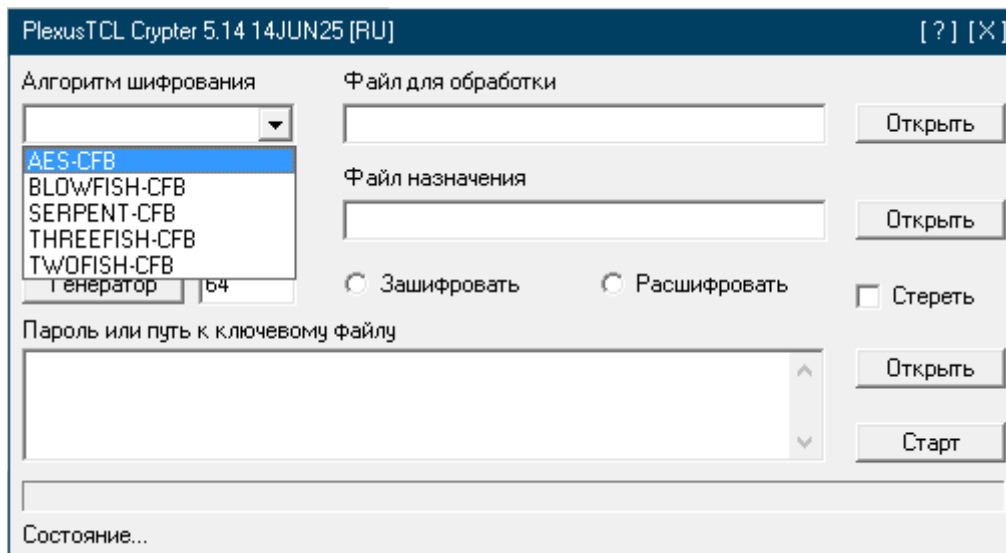 PlexusTCL Crypter 5.14 14JUN25 [RU] [ ? ] [ X ]
Алгоритм шифрования
Файл для обработки
Открыть
AES-CFB
BLOWFISH-CFB
SERPENT-CFB
THREEFISH-CFB
TWOFISH-CFB
Файл назначения
Открыть
Генератор 64
Зашифровать
Расшифровать
Стереть
Пароль или путь к ключевому файлу
Открыть
Старт
Состояние...